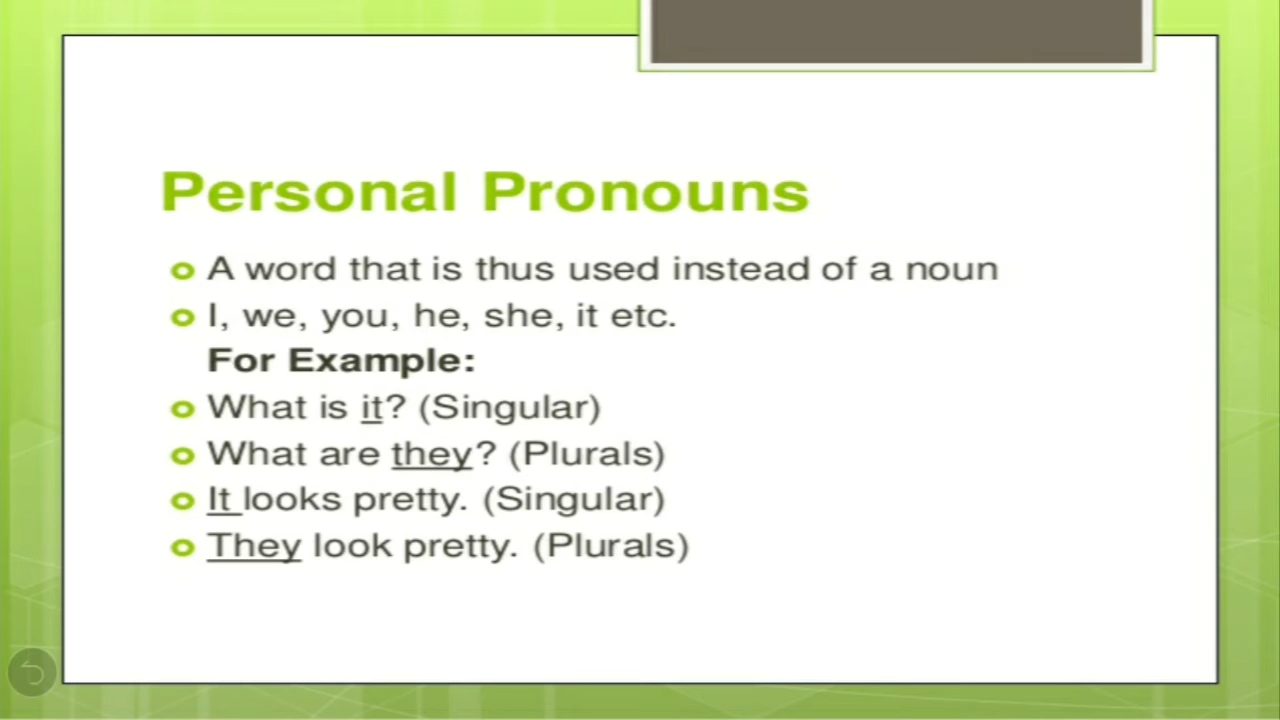 Personal Pronouns
A word that is thus used instead of a noun
I, we, you, he, she, it etc.
For Example:
What is it? (Singular)
What are they? (Plurals)
It looks pretty. (Singular)
They look pretty. (Plurals)